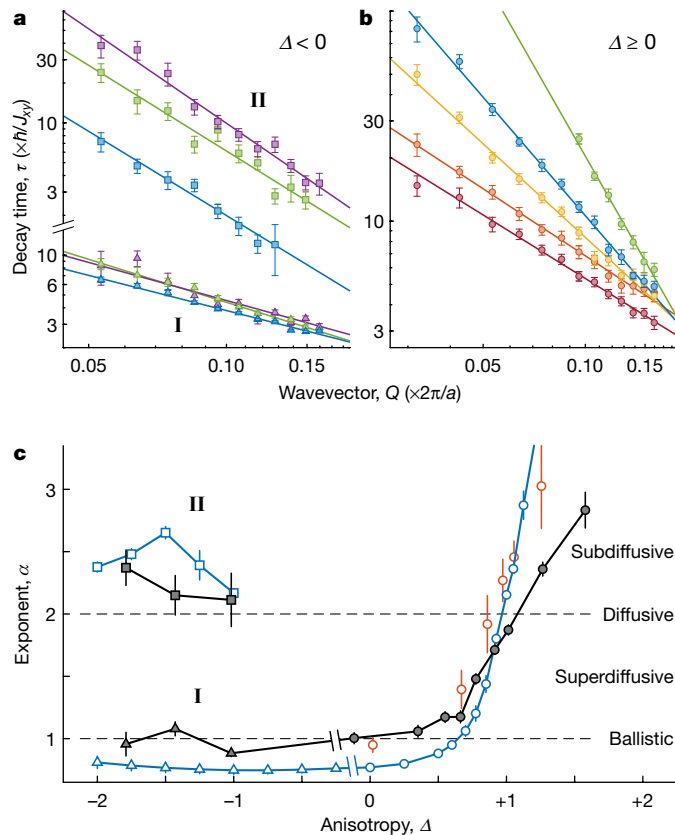 a
b
Δ < 0
Δ ≥ 0
II
I
Decay time, τ (×ħ/Jxy)
30
10
3
1
10
6
3
30
10
3
0.05
0.10
0.15
0.05
0.10
0.15
Wavevector, Q (×2π/a)
c
II
I
3
2
1
Exponent, α
Subdiffusive
Diffusive
Superdiffusive
Ballistic
–2
–1
0
+1
+2
Anisotropy, Δ